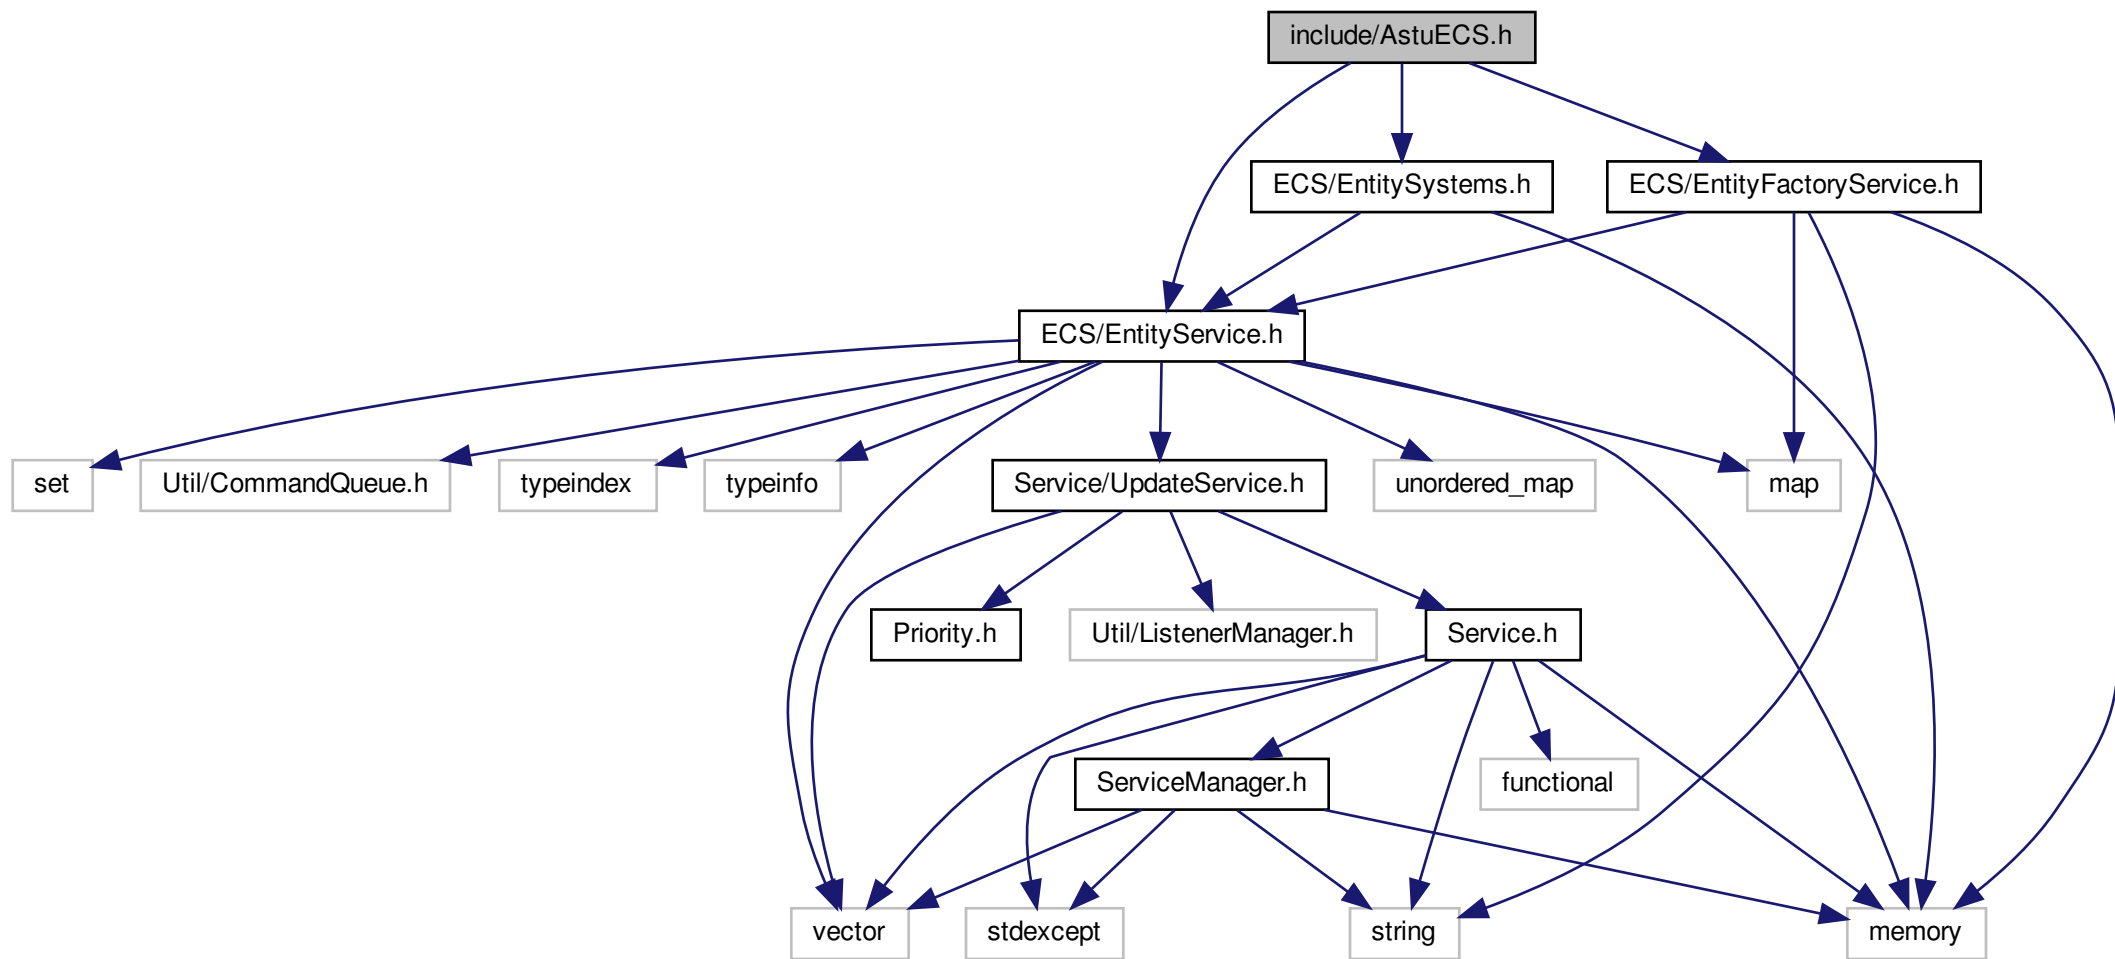 include/AstuECS.h
ECS/EntitySystems.h
ECS/EntityFactoryService.h
ECS/EntityService.h
set
Util/CommandQueue.h
typeindex
typeinfo
Service/UpdateService.h
unordered_map
map
Priority.h
Util/ListenerManager.h
Service.h
ServiceManager.h
functional
vector
stdexcept
string
memory